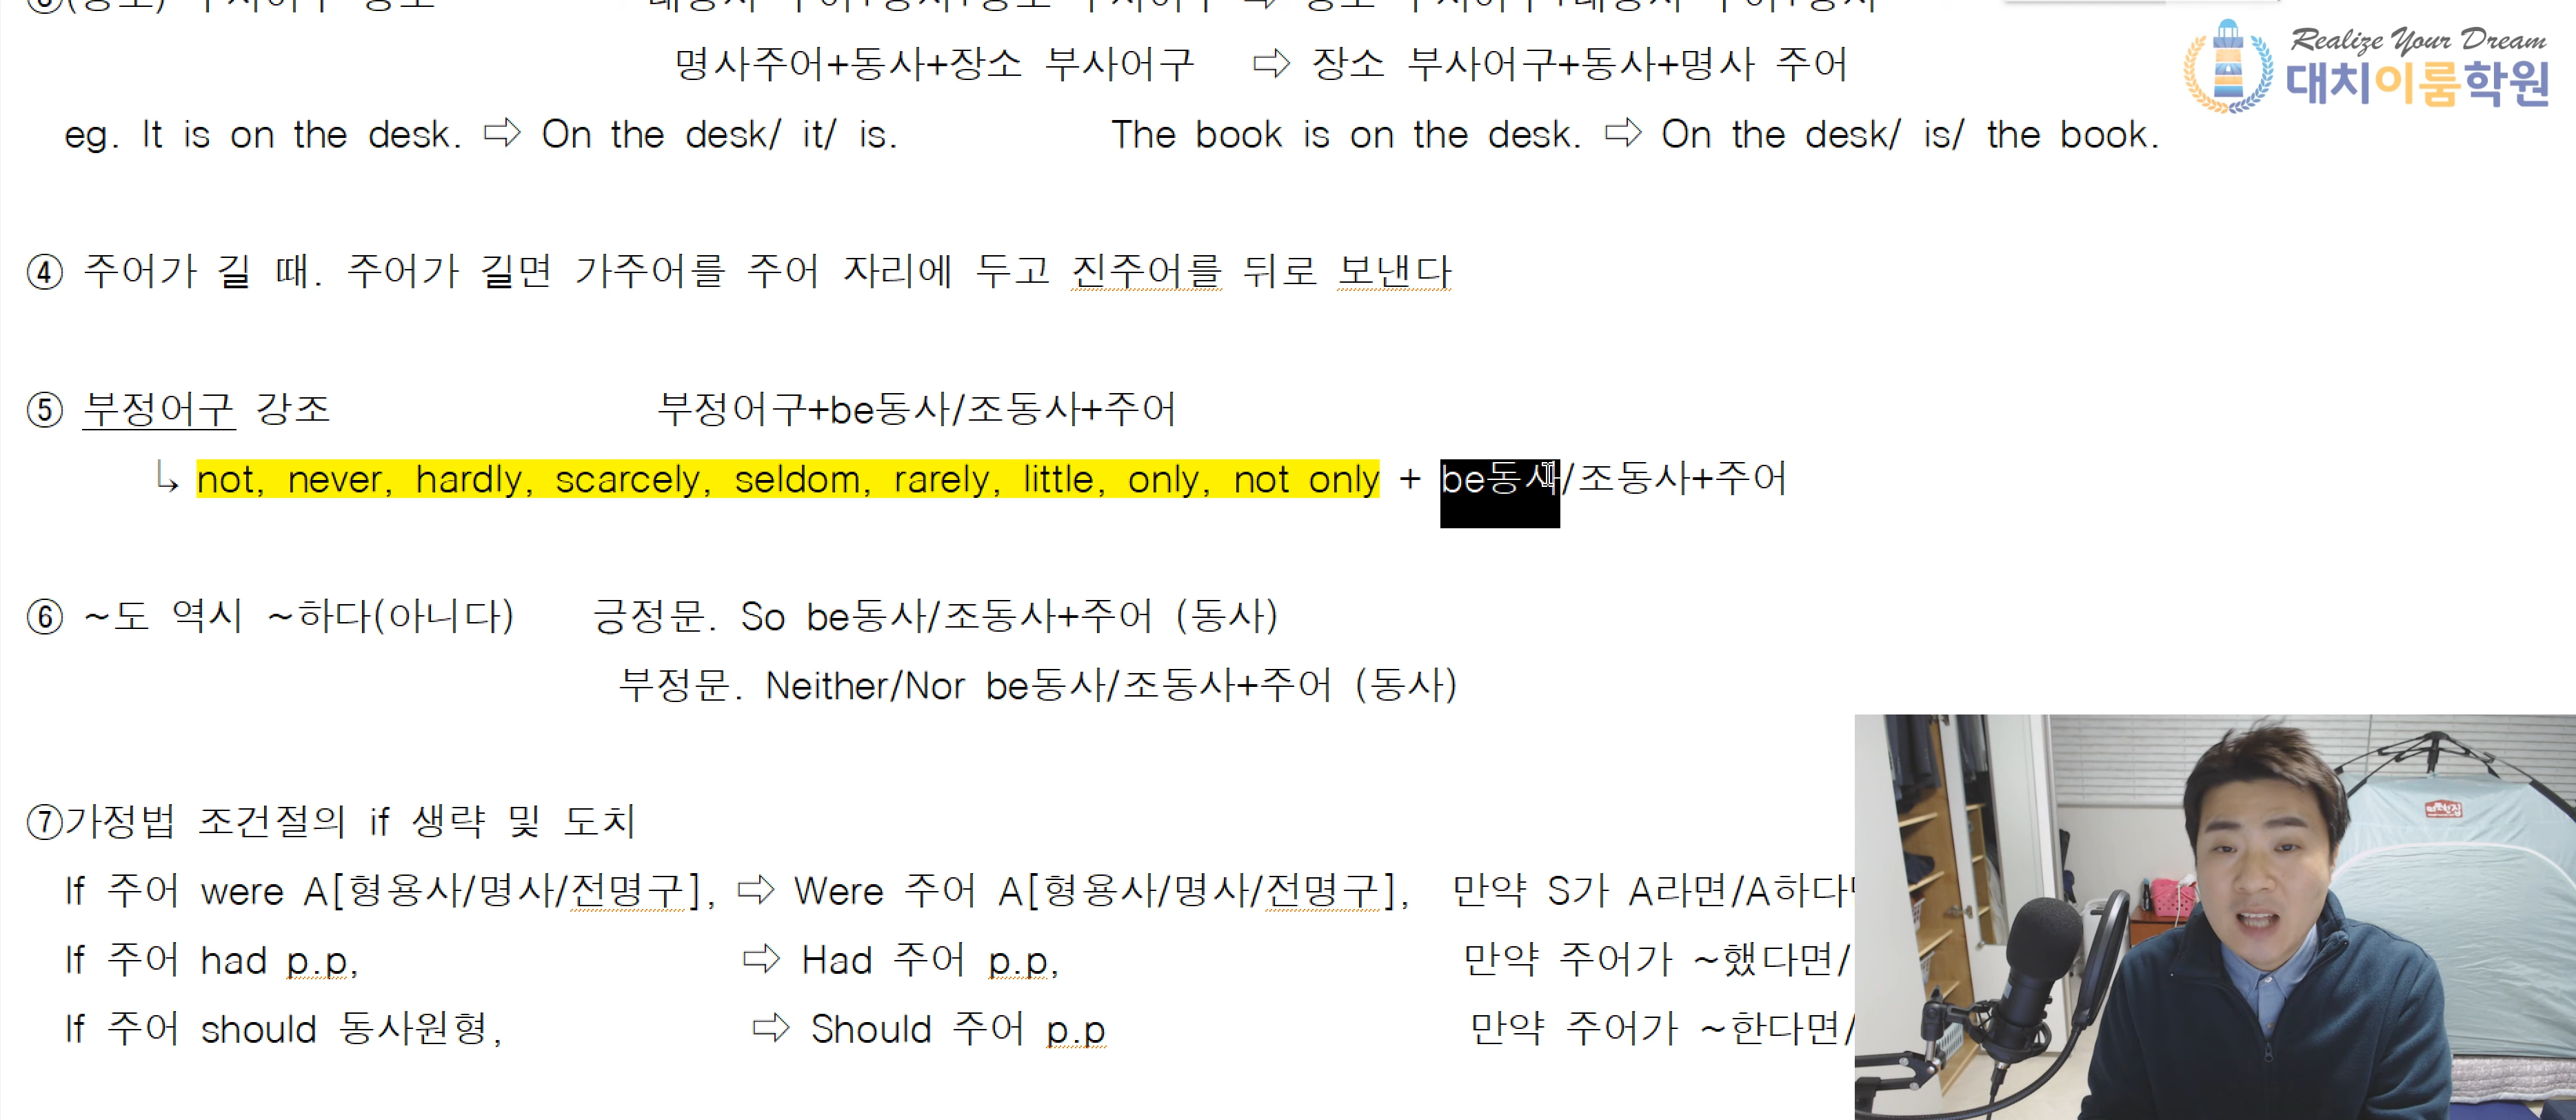 Realize Your Dream
대치이룸학원
명사주어+동사+장소 부사어구 ⇨ 장소 부사어구+동사+명사 주어
eg. It is on the desk. ⇨ On the desk/ it/ is. The book is on the desk. ⇨ On the desk/ is/ the book.
④ 주어가 길 때. 주어가 길면 가주어를 주어 자리에 두고 진주어를 뒤로 보낸다
⑤ 부정어구 강조 부정어구+be동사/조동사+주어
↳ not, never, hardly, scarcely, seldom, rarely, little, only, not only + be동사/조동사+주어
⑥ ~도 역시 ~하다(아니다) 긍정문. So be동사/조동사+주어 (동사)
부정문. Neither/Nor be동사/조동사+주어 (동사)
⑦가정법 조건절의 if 생략 및 도치
If 주어 were A[형용사/명사/전명구], ⇨ Were 주어 A[형용사/명사/전명구], 만약 S가 A라면/A하다
If 주어 had p.p, ⇨ Had 주어 p.p, 만약 주어가 ~했다면/
If 주어 should 동사원형, ⇨ Should 주어 p.p 만약 주어가 ~한다면/